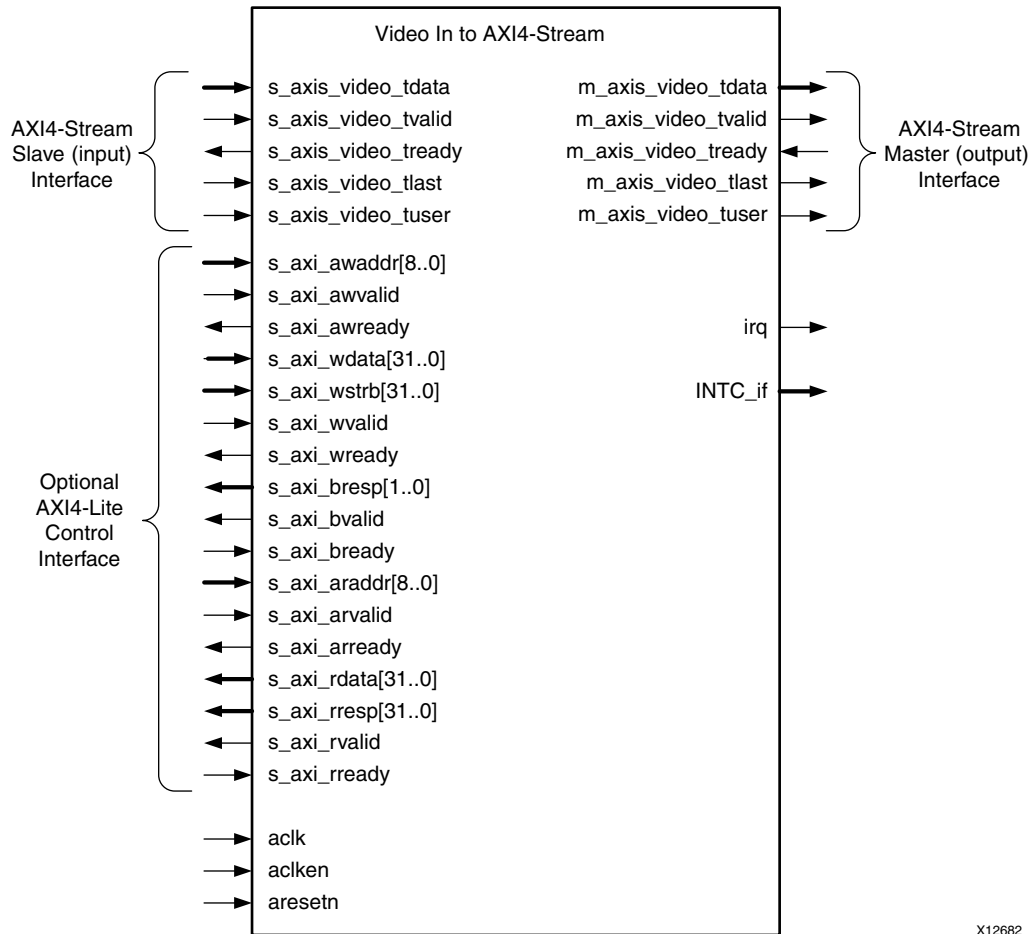 Video In to AXI4-Stream
AXI4-Stream
Slave (input)
Interface
s_axis_video_tdata
s_axis_video_tvalid
s_axis_video_tready
s_axis_video_tlast
s_axis_video_tuser
m_axis_video_tdata
m_axis_video_tvalid
m_axis_video_tready
m_axis_video_tlast
m_axis_video_tuser
AXI4-Stream
Master (output)
Interface
Optional
AXI4-Lite
Control
Interface
s_axi_awaddr[8..0]
s_axi_awvalid
s_axi_awready
s_axi_wdata[31..0]
s_axi_wstrb[31..0]
s_axi_wvalid
s_axi_wready
s_axi_bresp[1..0]
s_axi_bvalid
s_axi_bready
s_axi_araddr[8..0]
s_axi_arvalid
s_axi_arready
s_axi_rdata[31..0]
s_axi_rresp[31..0]
s_axi_rvalid
s_axi_rready
irq
INTC_if
aclk
aclken
aresetn
X12682